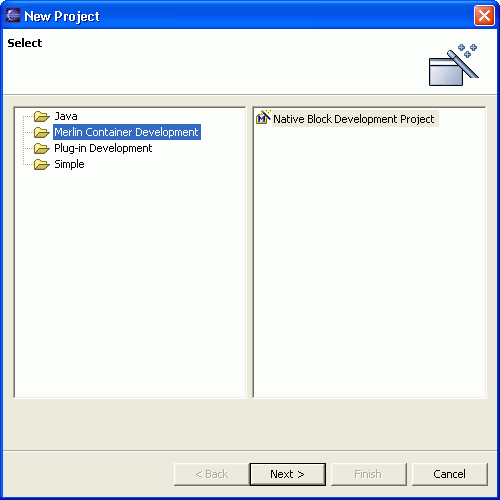 New Project
Select
Java
Merlin Container Development
Plug-in Development
Simple
Native Block Development Project
< Back
Next >
Finish
Cancel